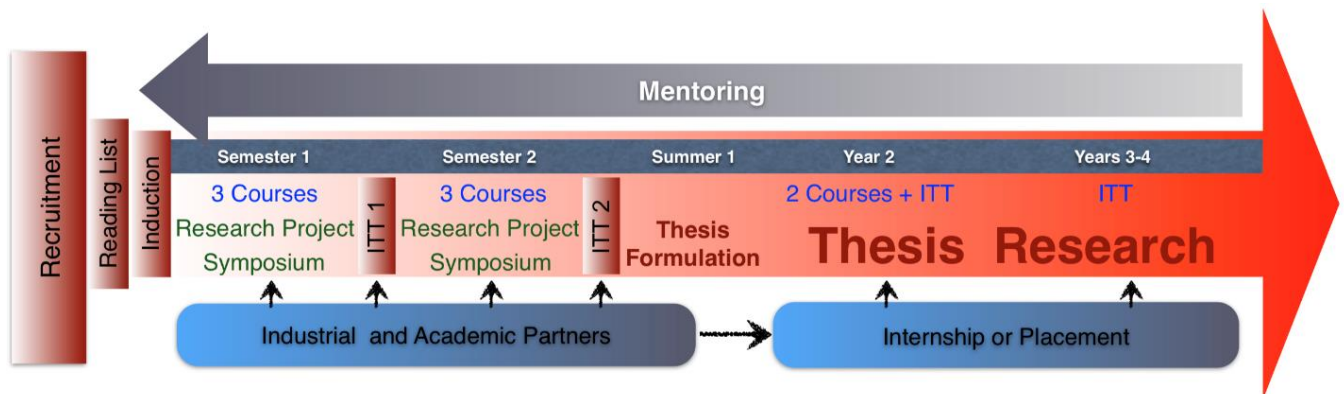 Recruitment
Reading List
Induction
Mentoring
Semester 1
Semester 2
Summer 1
Year 2
Years 3-4
3 Courses
Research Project
Symposium
ITT 1
3 Courses
Research Project
Symposium
ITT 2
Thesis
Formulation
2 Courses + ITT
ITT
Thesis Research
Industrial and Academic Partners
Internship or Placement